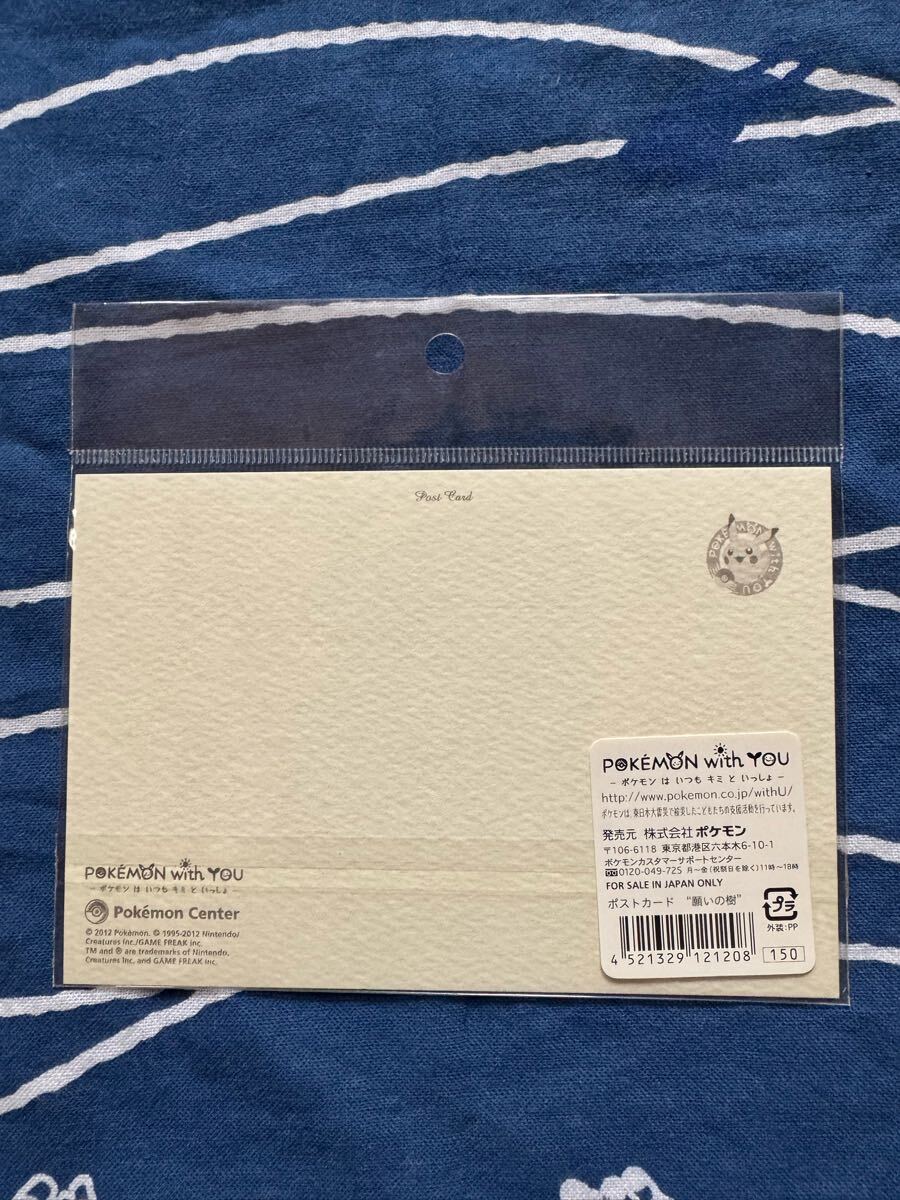 Post Card
POKÉMON with YOU
POKÉMON with YOU
－ポケモン は いつも キミ と いっしょ－
http://www.pokemon.co.jp/withU/
ポケモンは、東日本大震災で被災したこどもたちの支援活動を行っています。
発売元 株式会社 ポケモン
〒106-6118 東京都港区六本木6-10-1
ポケモンカスタマーサポートセンター
0120-049-725 月～金(祝祭日を除く)11時～18時
FOR SALE IN JAPAN ONLY
ポストカード “願いの樹”
プラ
外装:PP
4 521329 121208
150
POKÉMON with YOU
－ポケモン は いつも キミ と いっしょ－
Pokémon Center
© 2012 Pokémon. © 1995-2012 Nintendo/
Creatures Inc./GAME FREAK inc.
TM and ® are trademarks of Nintendo,
Creatures Inc. and GAME FREAK inc.